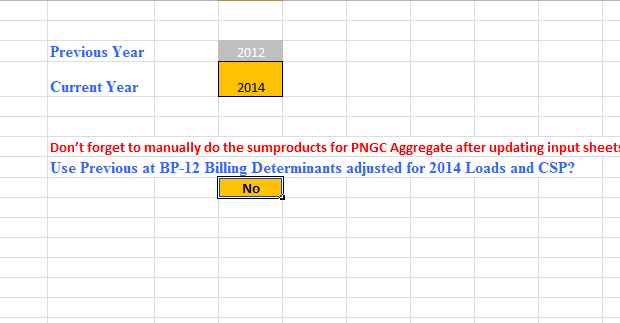 Previous Year 2012
Current Year 2014
Don't forget to manually do the sumproducts for PNGC Aggregate after updating input sheets
Use Previous at BP-12 Billing Determinants adjusted for 2014 Loads and CSP?
No